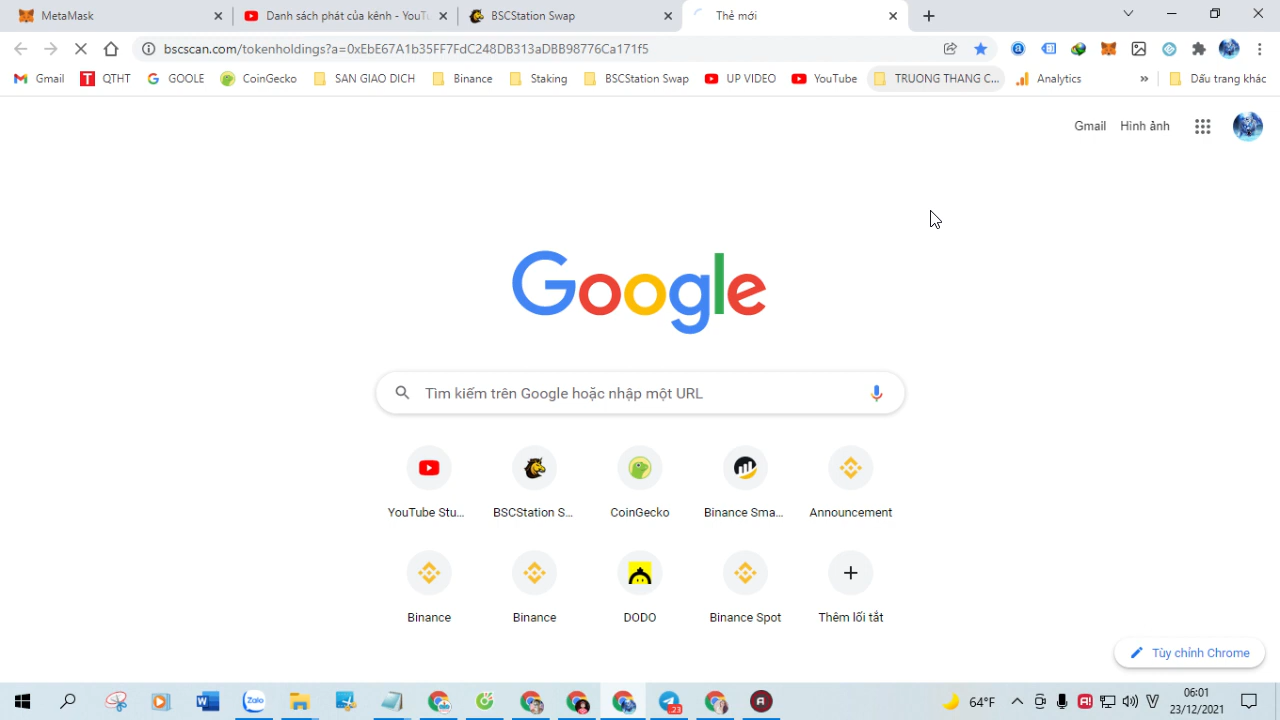 MetaMask
Danh sách phát của kênh - YouT
BSCStation Swap
Thẻ mới
bscscan.com/tokenholdings?a=0xEbE67A1b35FF7FdC248DB313aDBB98776Ca171f5
Gmail
QTHT
GOOLE
CoinGecko
SAN GIAO DICH
Binance
Staking
BSCStation Swap
UP VIDEO
YouTube
TRUONG THANG C...
Analytics
»
Dấu trang khác
Gmail
Hình ảnh
Google
Tìm kiếm trên Google hoặc nhập một URL
YouTube Stu...
BSCStation S...
CoinGecko
Binance Sma...
Announcement
Binance
Binance
DODO
Binance Spot
Thêm lối tắt
Tùy chỉnh Chrome
Zalo
23
64°F
06:01
23/12/2021